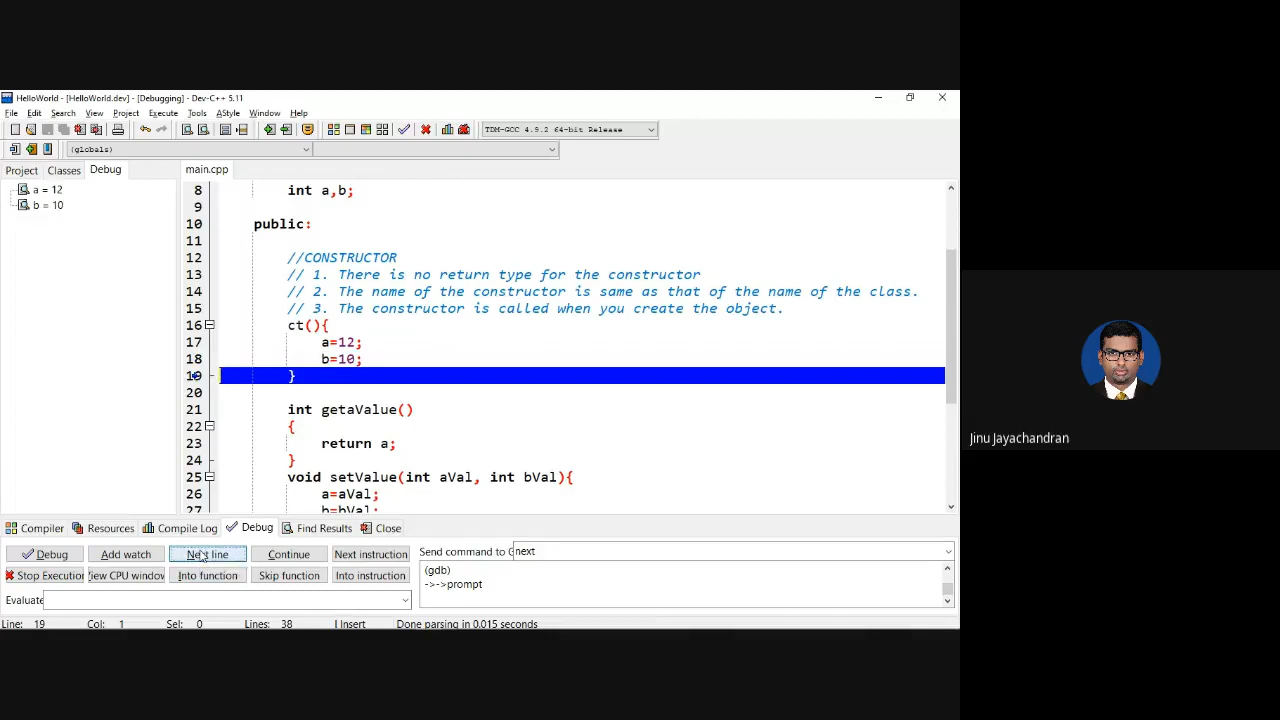 HelloWorld - [HelloWorld.dev] - [Debugging] - Dev-C++ 5.11
File Edit Search View Project Execute Tools AStyle Window Help
TDM-GCC 4.9.2 64-bit Release
(globals)
Project Classes Debug
main.cpp
a = 12
b = 10
8 int a,b;
9
10 public:
11
12 //CONSTRUCTOR
13 // 1. There is no return type for the constructor
14 // 2. The name of the constructor is same as that of the name of the class.
15 // 3. The constructor is called when you create the object.
16 ct(){
17 a=12;
18 b=10;
19 }
20
21 int getaValue()
22 {
23 return a;
24 }
25 void setValue(int aVal, int bVal){
26 a=aVal;
27 b=bVal;
Jinu Jayachandran
Compiler Resources Compile Log Debug Find Results Close
Debug Add watch Next line Continue Next instruction Send command to G next
Stop Execution View CPU window Into function Skip function Into instruction
(gdb)
->->prompt
Evaluate
Line: 19 Col: 1 Sel: 0 Lines: 38 Insert Done parsing in 0.015 seconds